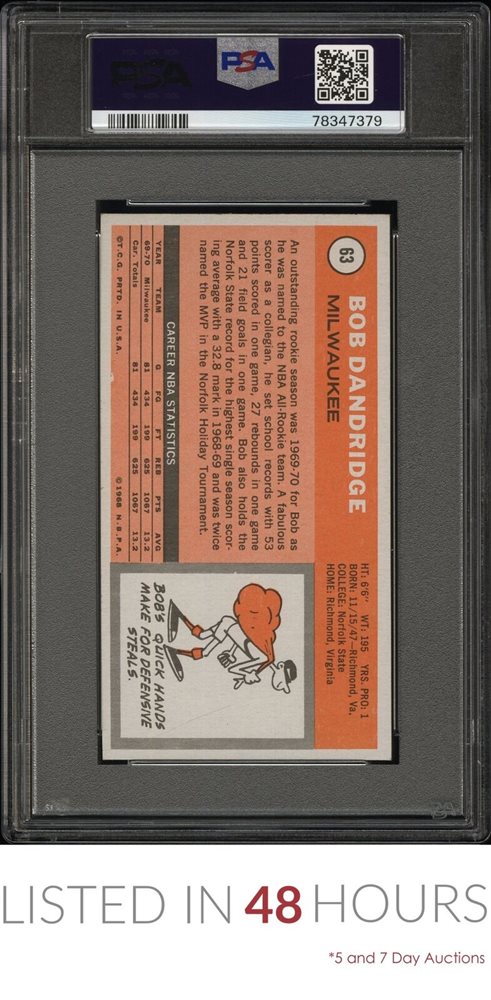 PSA
PSA
78347379
63
BOB DANDRIDGE
MILWAUKEE
HT: 6'6" WT: 195 YRS. PRO: 1
BORN: 11/15/47—Richmond, Va.
COLLEGE: Norfolk State
HOME: Richmond, Virginia
An outstanding rookie season was 1969-70 for Bob as
he was named to the NBA All-Rookie team. A fabulous
scorer as a collegian, he set school records with 53
points scored in one game, 27 rebounds in one game
and 21 field goals in one game. Bob also holds the
Norfolk State record for the highest single season scor-
ing average with a 32.8 mark in 1968-69 and was twice
named the MVP in the Norfolk Holiday Tournament.
CAREER NBA STATISTICS
YEAR TEAM G FG FT REB PTS AVG
69-70 Milwaukee 81 434 199 625 1067 13.2
Car. Totals 81 434 199 625 1067 13.2
©T.C.G. PRTD. IN U.S.A. ©1968 N.B.P.A.
BOB'S QUICK HANDS
MAKE FOR DEFENSIVE
STEALS.
LISTED IN 48 HOURS
*5 and 7 Day Auctions